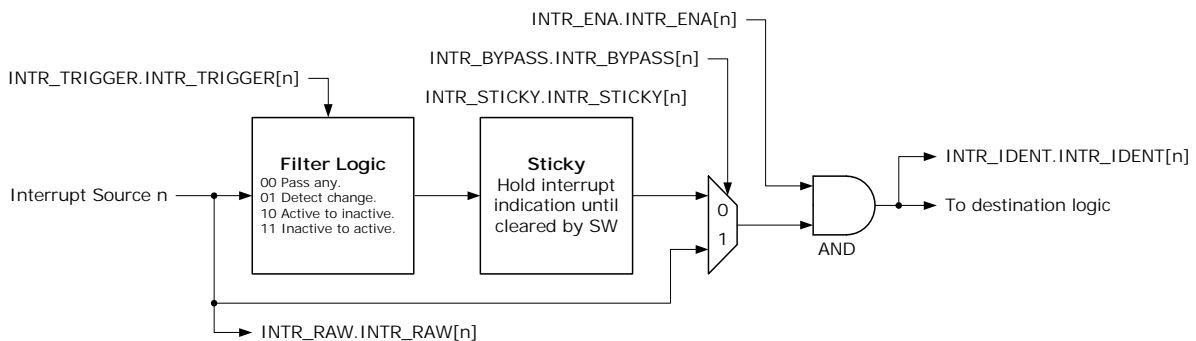 INTR_ENA.INTR_ENA[n]
INTR_BYPASS.INTR_BYPASS[n]
INTR_TRIGGER.INTR_TRIGGER[n]
INTR_STICKY.INTR_STICKY[n]
Filter Logic
00 Pass any.
01 Detect change.
10 Active to inactive.
11 Inactive to active.
Sticky
Hold interrupt
indication until
cleared by SW
INTR_IDENT.INTR_IDENT[n]
Interrupt Source n
0
1
To destination logic
AND
INTR_RAW.INTR_RAW[n]